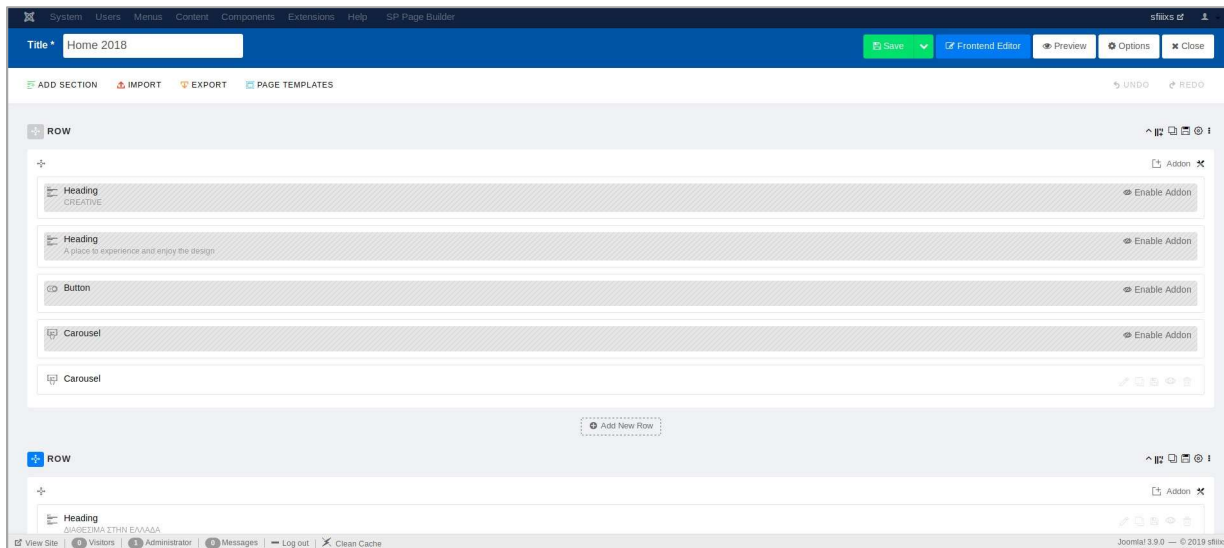 System Users Menus Content Components Extensions Help SP Page Builder sfiiixs
Title * Home 2018 Save Frontend Editor Preview Options Close
ADD SECTION IMPORT EXPORT PAGE TEMPLATES UNDO REDO
ROW
Addon
Heading Enable Addon
CREATIVE
Heading Enable Addon
A place to experience and enjoy the design
Button Enable Addon
Carousel Enable Addon
Carousel
Add New Row
ROW
Addon
Heading
ΔΙΑΘΕΣΙΜΑ ΣΤΗΝ ΕΛΛΑΔΑ
View Site | 0 Visitors | 1 Administrator | 0 Messages | Log out | Clean Cache Joomla! 3.9.0 — © 2019 sfiiixs